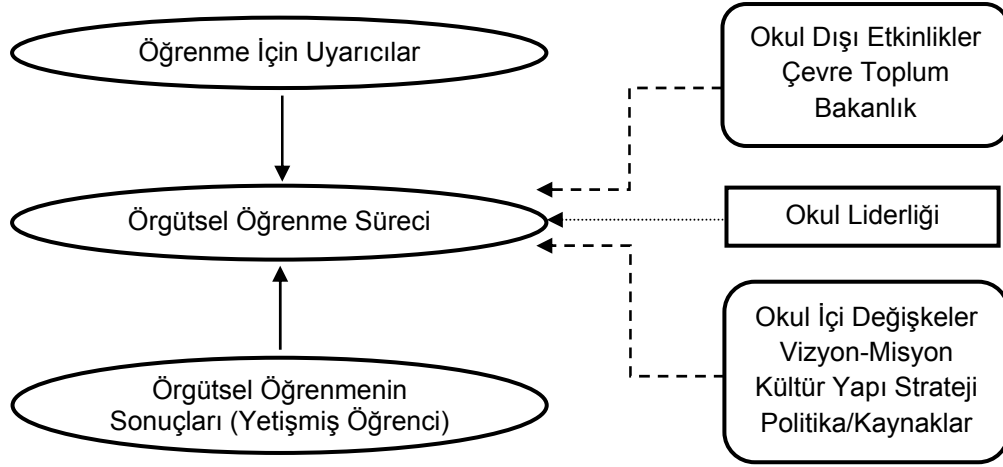 Öğrenme İçin Uyarıcılar
Örgütsel Öğrenme Süreci
Örgütsel Öğrenmenin
Sonuçları (Yetişmiş Öğrenci)
Okul Dışı Etkinlikler
Çevre Toplum
Bakanlık
Okul Liderliği
Okul İçi Değişkeler
Vizyon-Misyon
Kültür Yapı Strateji
Politika/Kaynaklar